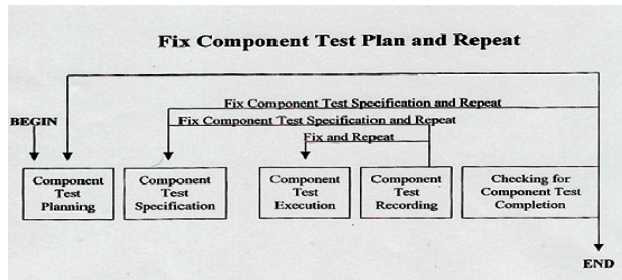 Fix Component Test Plan and Repeat
Fix Component Test Specification and Repeat
BEGIN
Fix Component Test Specification and Repeat
Fix and Repeat
Component
Test
Planning
Component
Test
Specification
Component
Test
Execution
Component
Test
Recording
Checking for
Component Test
Completion
END